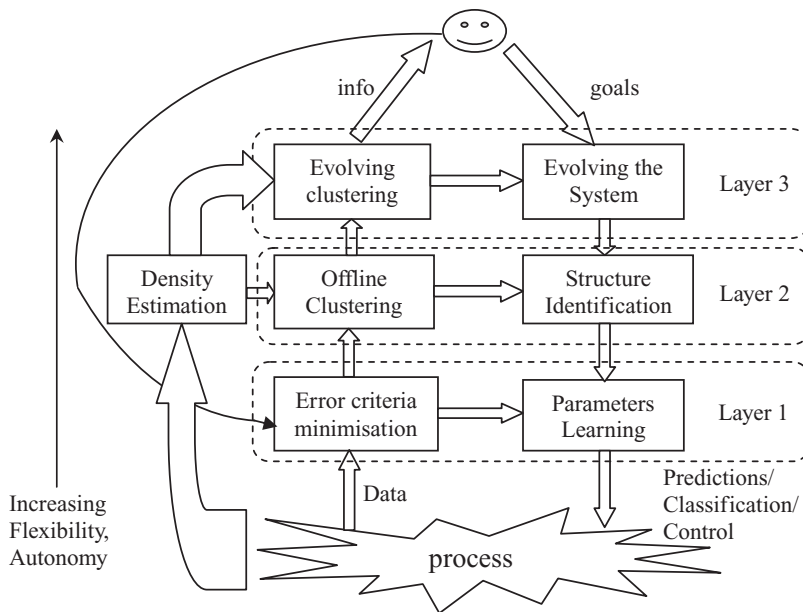 info
goals
Evolving
clustering
Evolving the
System
Layer 3
Density
Estimation
Offline
Clustering
Structure
Identification
Layer 2
Error criteria
minimisation
Parameters
Learning
Layer 1
Increasing
Flexibility,
Autonomy
Data
Predictions/
Classification/
Control
process